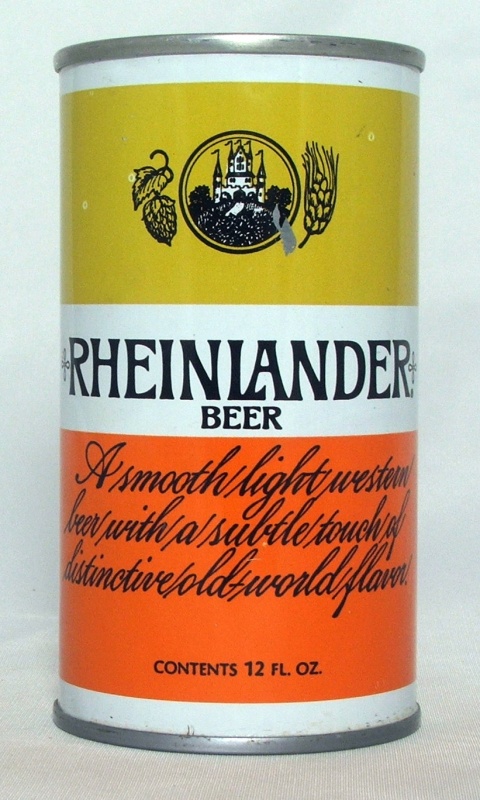 RHEINLANDER
BEER
A smooth light western
beer with a subtle touch of
distinctive old-world flavor.
CONTENTS 12 FL. OZ.